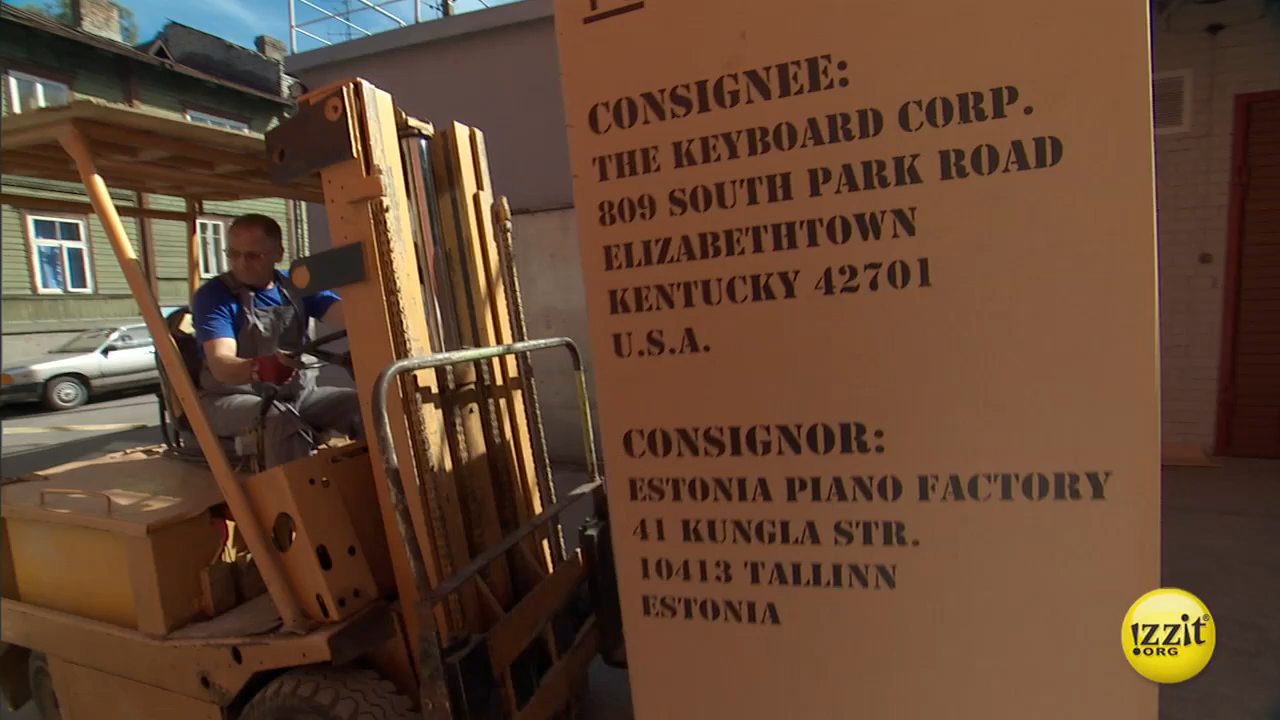 CONSIGNEE:
THE KEYBOARD CORP.
809 SOUTH PARK ROAD
ELIZABETHTOWN
KENTUCKY 42701
U.S.A.
CONSIGNOR:
ESTONIA PIANO FACTORY
41 KUNGLA STR.
10413 TALLINN
ESTONIA
!zzit®
.ORG